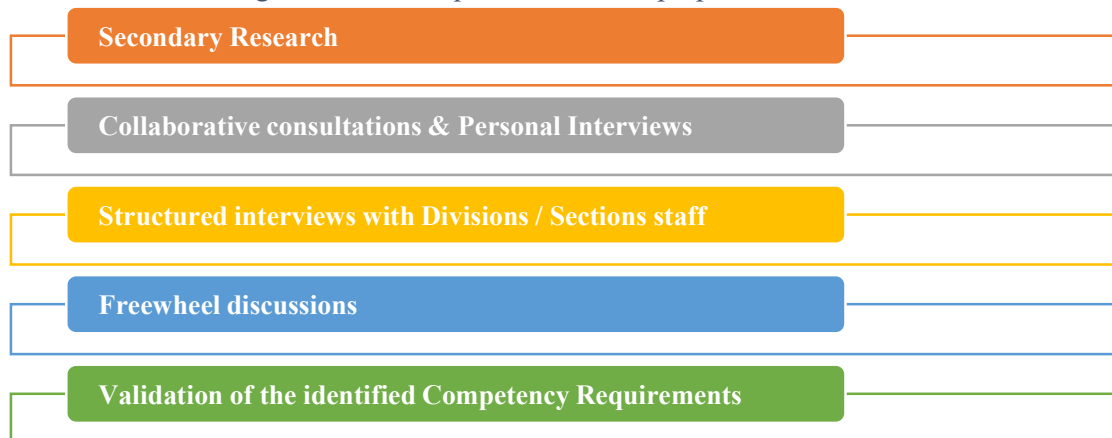 Secondary Research
Collaborative consultations & Personal Interviews
Structured interviews with Divisions / Sections staff
Freewheel discussions
Validation of the identified Competency Requirements